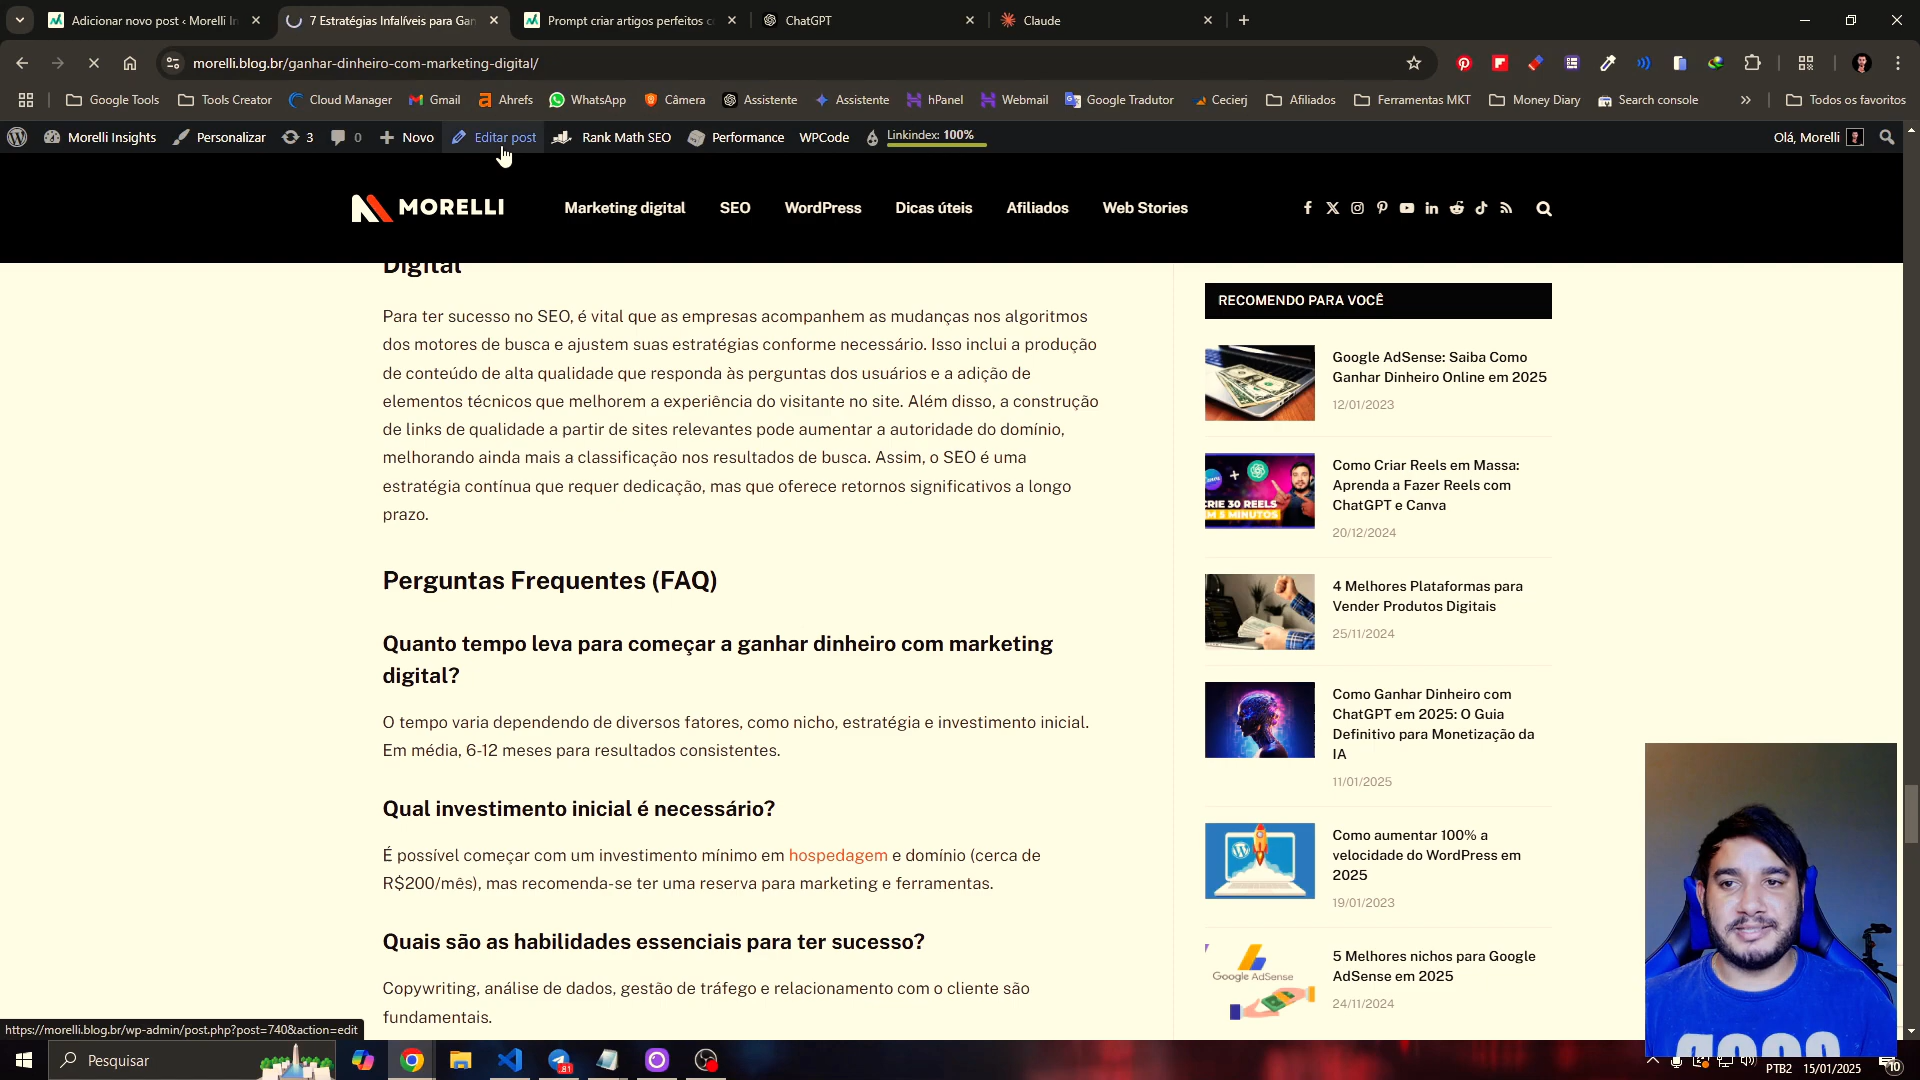 Adicionar novo post ‹ Morelli In
7 Estratégias Infalíveis para Gan
Prompt criar artigos perfeitos c
ChatGPT
Claude
morelli.blog.br/ganhar-dinheiro-com-marketing-digital/
Google Tools
Tools Creator
Cloud Manager
Gmail
Ahrefs
WhatsApp
Câmera
Assistente
Assistente
hPanel
Webmail
Google Tradutor
Cecierj
Afiliados
Ferramentas MKT
Money Diary
Search console
»
Todos os favoritos
Morelli Insights
Personalizar
3
0
Novo
Editar post
Rank Math SEO
Performance
WPCode
Linkindex: 100%
Olá, Morelli
MORELLI
Marketing digital
SEO
WordPress
Dicas úteis
Afiliados
Web Stories
Digital
Para ter sucesso no SEO, é vital que as empresas acompanhem as mudanças nos algoritmos
dos motores de busca e ajustem suas estratégias conforme necessário. Isso inclui a produção
de conteúdo de alta qualidade que responda às perguntas dos usuários e a adição de
elementos técnicos que melhorem a experiência do visitante no site. Além disso, a construção
de links de qualidade a partir de sites relevantes pode aumentar a autoridade do domínio,
melhorando ainda mais a classificação nos resultados de busca. Assim, o SEO é uma
estratégia contínua que requer dedicação, mas que oferece retornos significativos a longo
prazo.
Perguntas Frequentes (FAQ)
Quanto tempo leva para começar a ganhar dinheiro com marketing
digital?
O tempo varia dependendo de diversos fatores, como nicho, estratégia e investimento inicial.
Em média, 6-12 meses para resultados consistentes.
Qual investimento inicial é necessário?
É possível começar com um investimento mínimo em hospedagem e domínio (cerca de
R$200/mês), mas recomenda-se ter uma reserva para marketing e ferramentas.
Quais são as habilidades essenciais para ter sucesso?
Copywriting, análise de dados, gestão de tráfego e relacionamento com o cliente são
fundamentais.
RECOMENDO PARA VOCÊ
Google AdSense: Saiba Como
Ganhar Dinheiro Online em 2025
12/01/2023
CRIE 30 REELS
EM 5 MINUTOS
Como Criar Reels em Massa:
Aprenda a Fazer Reels com
ChatGPT e Canva
20/12/2024
4 Melhores Plataformas para
Vender Produtos Digitais
25/11/2024
Como Ganhar Dinheiro com
ChatGPT em 2025: O Guia
Definitivo para Monetização da
IA
11/01/2025
Como aumentar 100% a
velocidade do WordPress em
2025
19/01/2023
Google AdSense
5 Melhores nichos para Google
AdSense em 2025
24/11/2024
https://morelli.blog.br/wp-admin/post.php?post=740&action=edit
Pesquisar
81
PTB2
15/01/2025
10